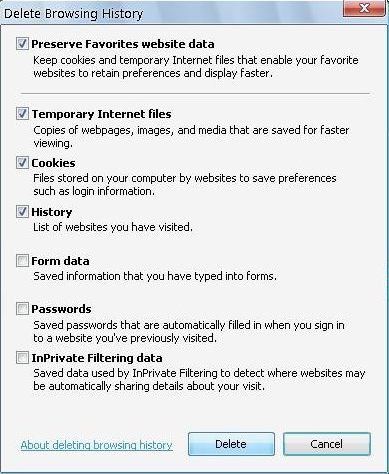 Delete Browsing History
Preserve Favorites website data
Keep cookies and temporary Internet files that enable your favorite
websites to retain preferences and display faster.
Temporary Internet files
Copies of webpages, images, and media that are saved for faster
viewing.
Cookies
Files stored on your computer by websites to save preferences
such as login information.
History
List of websites you have visited.
Form data
Saved information that you have typed into forms.
Passwords
Saved passwords that are automatically filled in when you sign in
to a website you've previously visited.
InPrivate Filtering data
Saved data used by InPrivate Filtering to detect where websites may
be automatically sharing details about your visit.
About deleting browsing history Delete Cancel